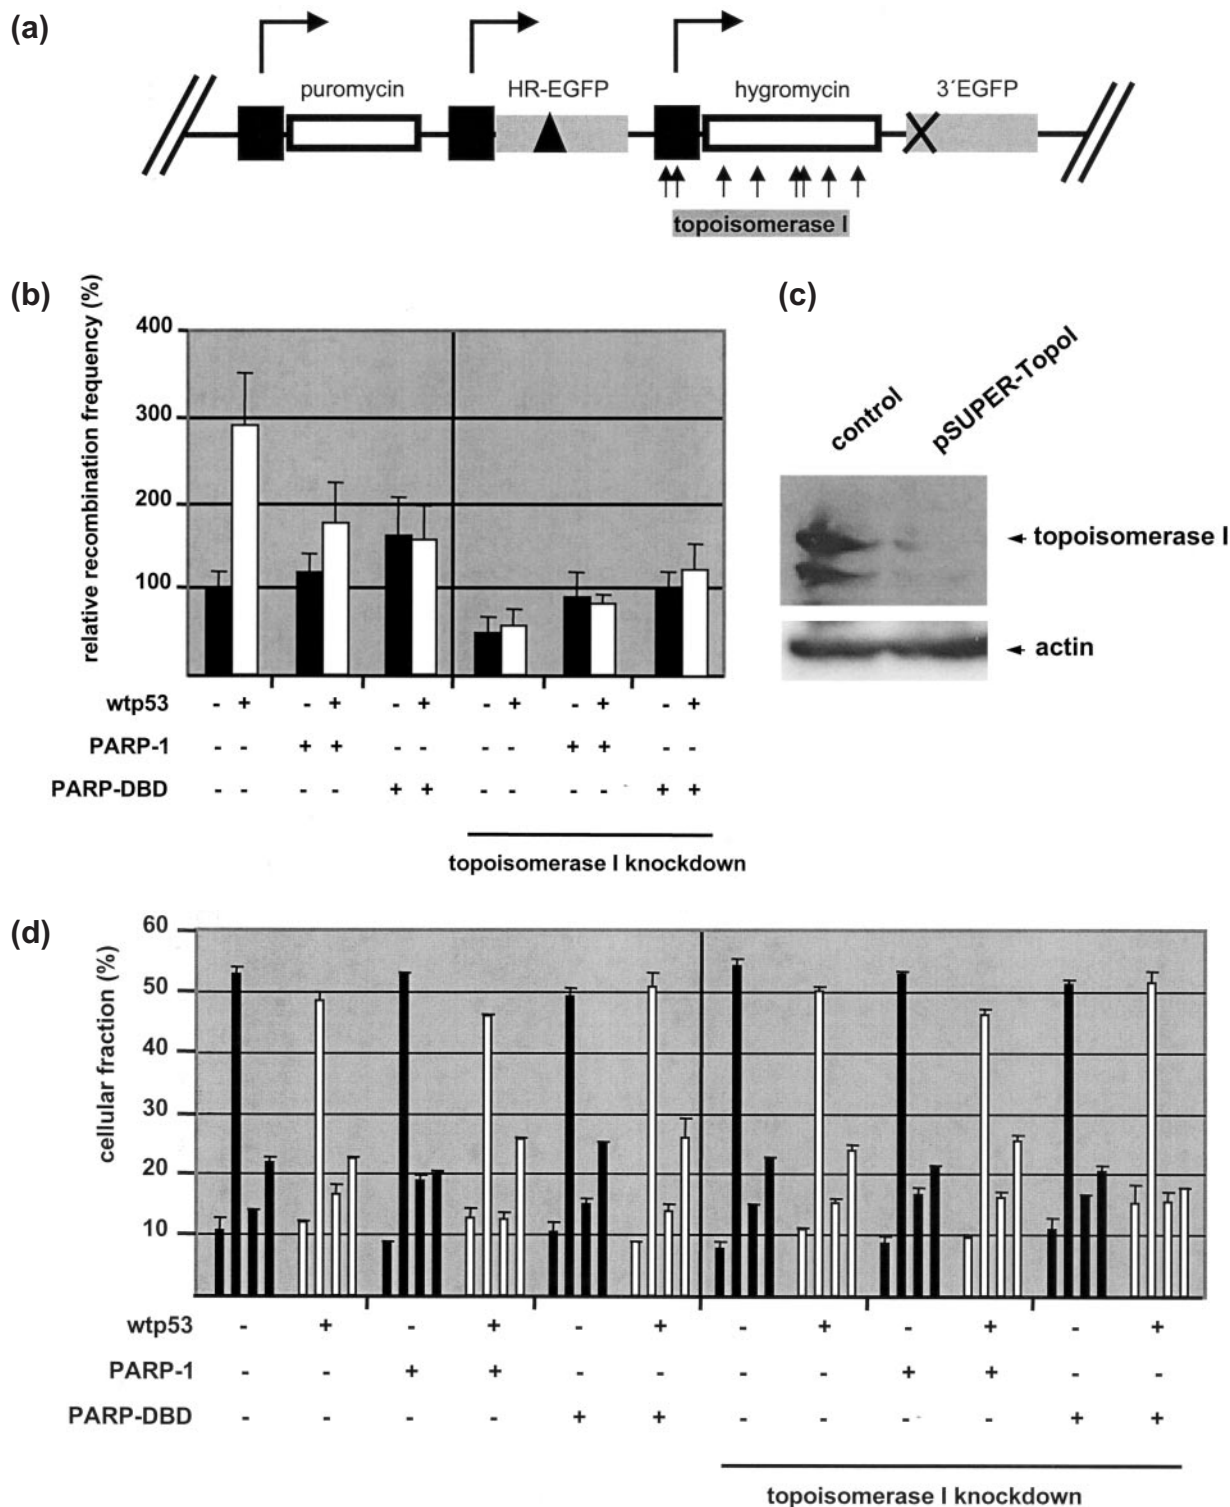 (a)
puromycin HR-EGFP hygromycin 3´EGFP
topoisomerase I
(b)
relative recombination frequency (%)
400
300
200
100
wtp53 - + - + - + - + - + - +
PARP-1 - - + + - - - - + + - -
PARP-DBD - - - - + + - - - - + +
topoisomerase I knockdown
(c)
control pSUPER-TopoI
topoisomerase I
actin
(d)
cellular fraction (%)
60
50
40
30
20
10
wtp53 - + - + - + - + - + - +
PARP-1 - - + + - - - - + + - -
PARP-DBD - - - - + + - - - - + +
topoisomerase I knockdown